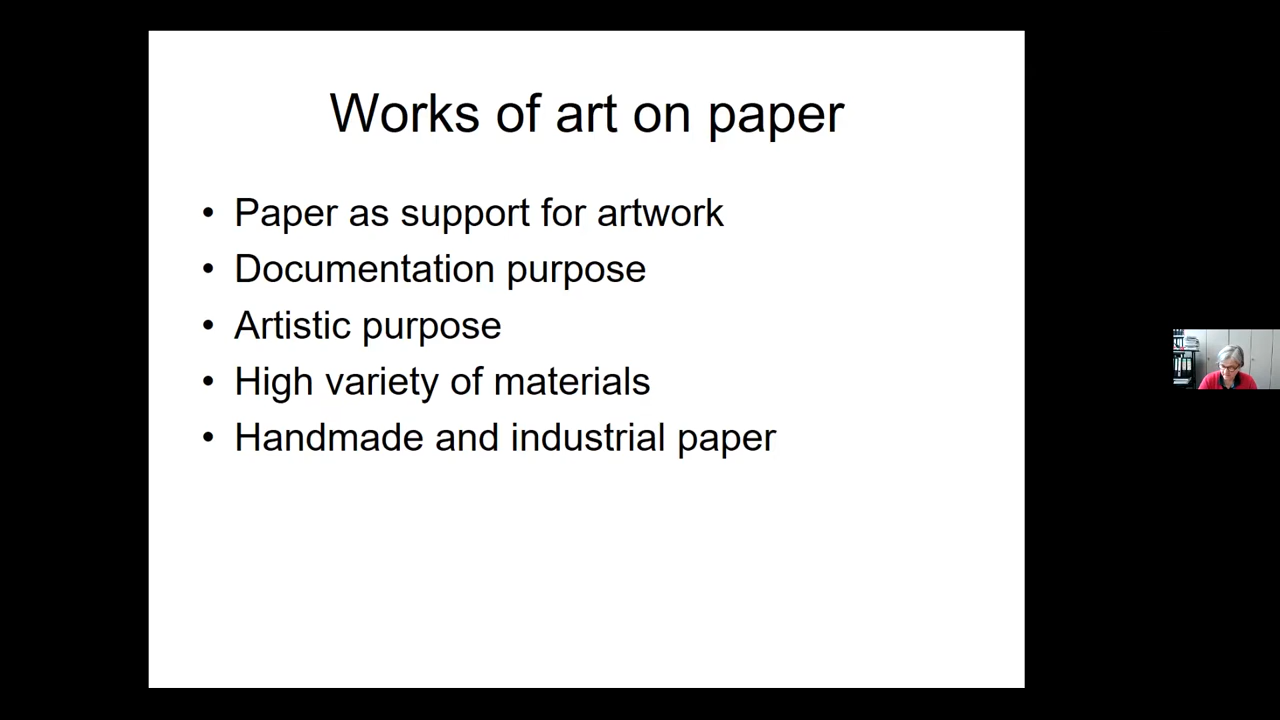 Works of art on paper
• Paper as support for artwork
• Documentation purpose
• Artistic purpose
• High variety of materials
• Handmade and industrial paper